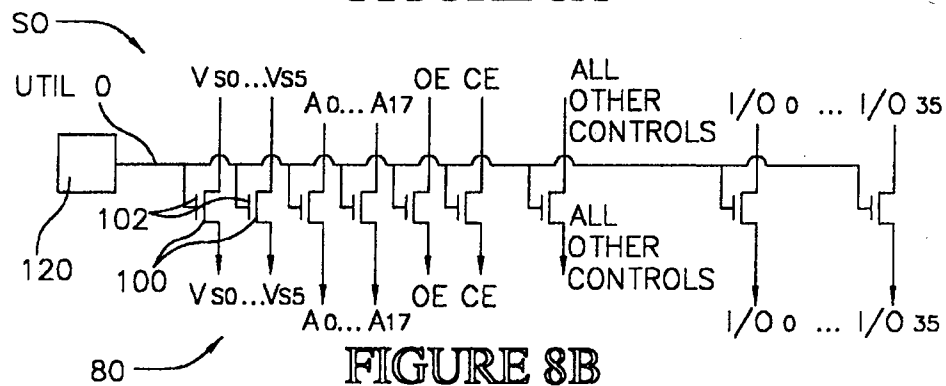 SO
UTIL 0
VS0...VS5
A0... A17
OE CE
ALL
OTHER
CONTROLS
I/O 0 ... I/O 35
120
102
100
VS0...VS5
A0... A17
OE CE
ALL
OTHER
CONTROLS
I/O 0 ... I/O 35
80
FIGURE 8B